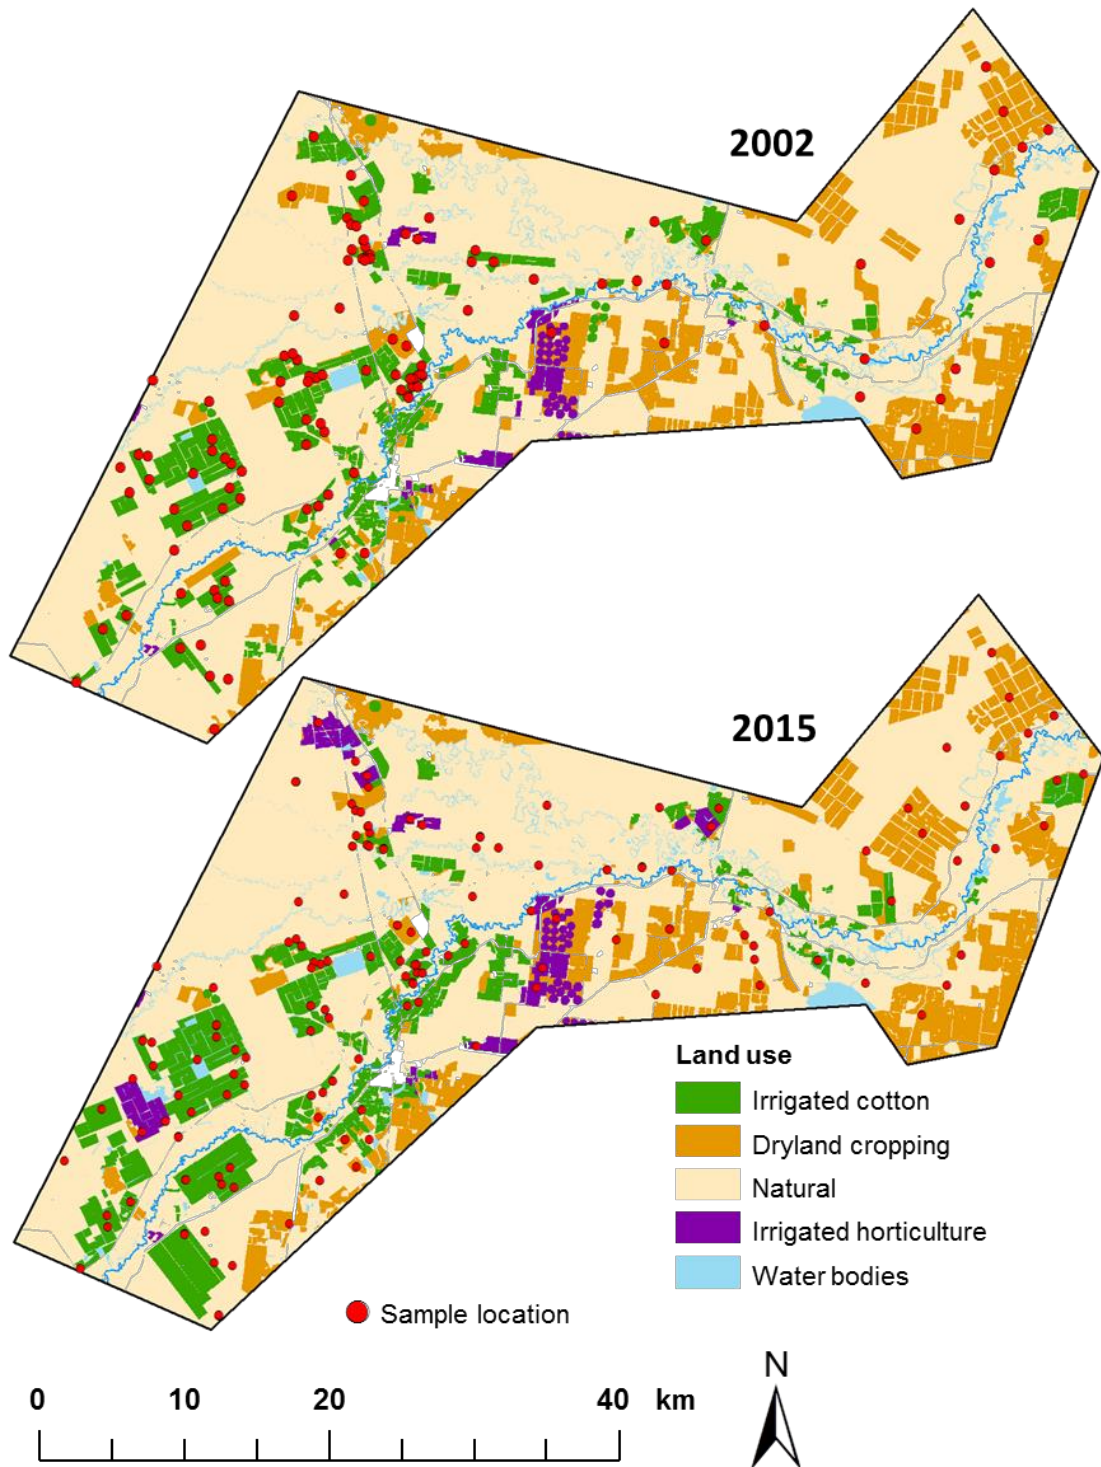 2002
2015
Land use
Irrigated cotton
Dryland cropping
Natural
Irrigated horticulture
Water bodies
Sample location
N
0 10 20 40 km